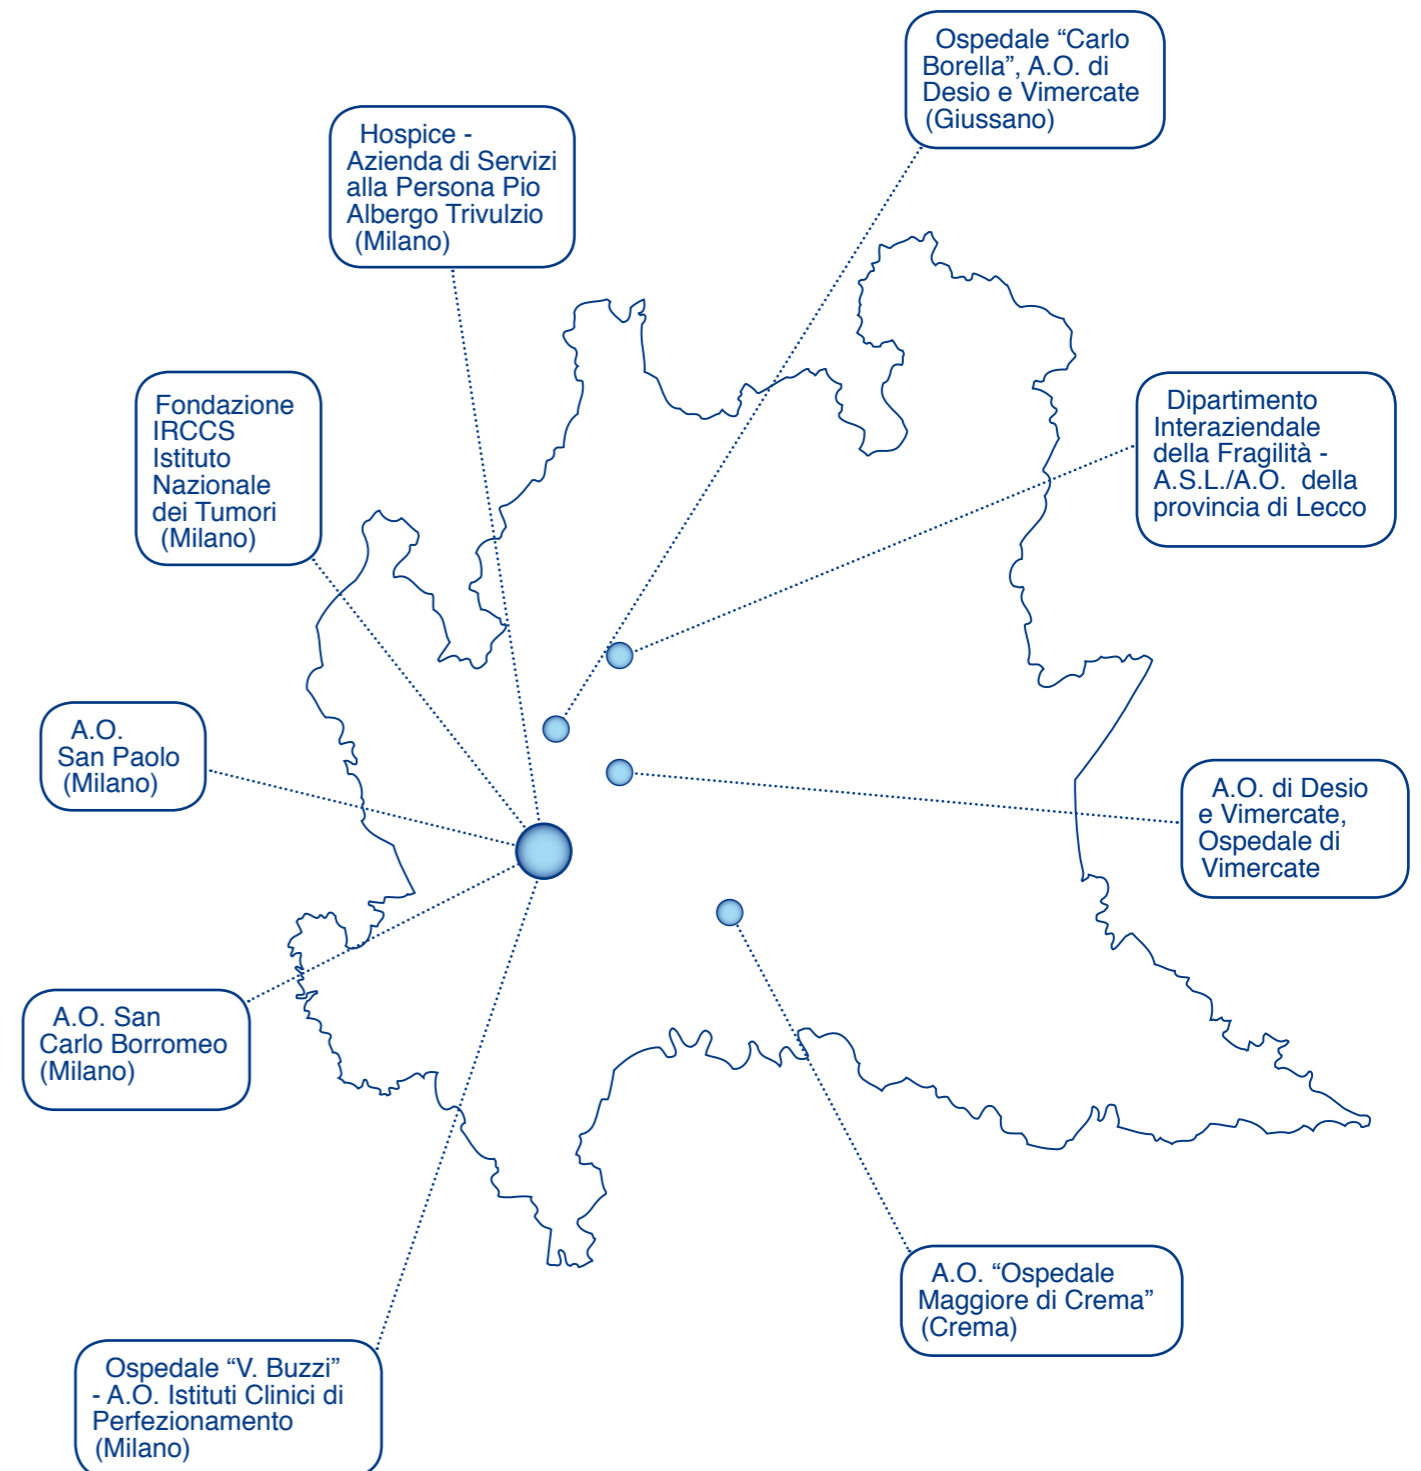 Ospedale “Carlo
Borella”, A.O. di
Desio e Vimercate
(Giussano)
Hospice -
Azienda di Servizi
alla Persona Pio
Albergo Trivulzio
(Milano)
Fondazione
IRCCS
Istituto
Nazionale
dei Tumori
(Milano)
Dipartimento
Interaziendale
della Fragilità -
A.S.L./A.O. della
provincia di Lecco
A.O.
San Paolo
(Milano)
A.O. di Desio
e Vimercate,
Ospedale di
Vimercate
A.O. San
Carlo Borromeo
(Milano)
A.O. “Ospedale
Maggiore di Crema”
(Crema)
Ospedale “V. Buzzi”
- A.O. Istituti Clinici di
Perfezionamento
(Milano)